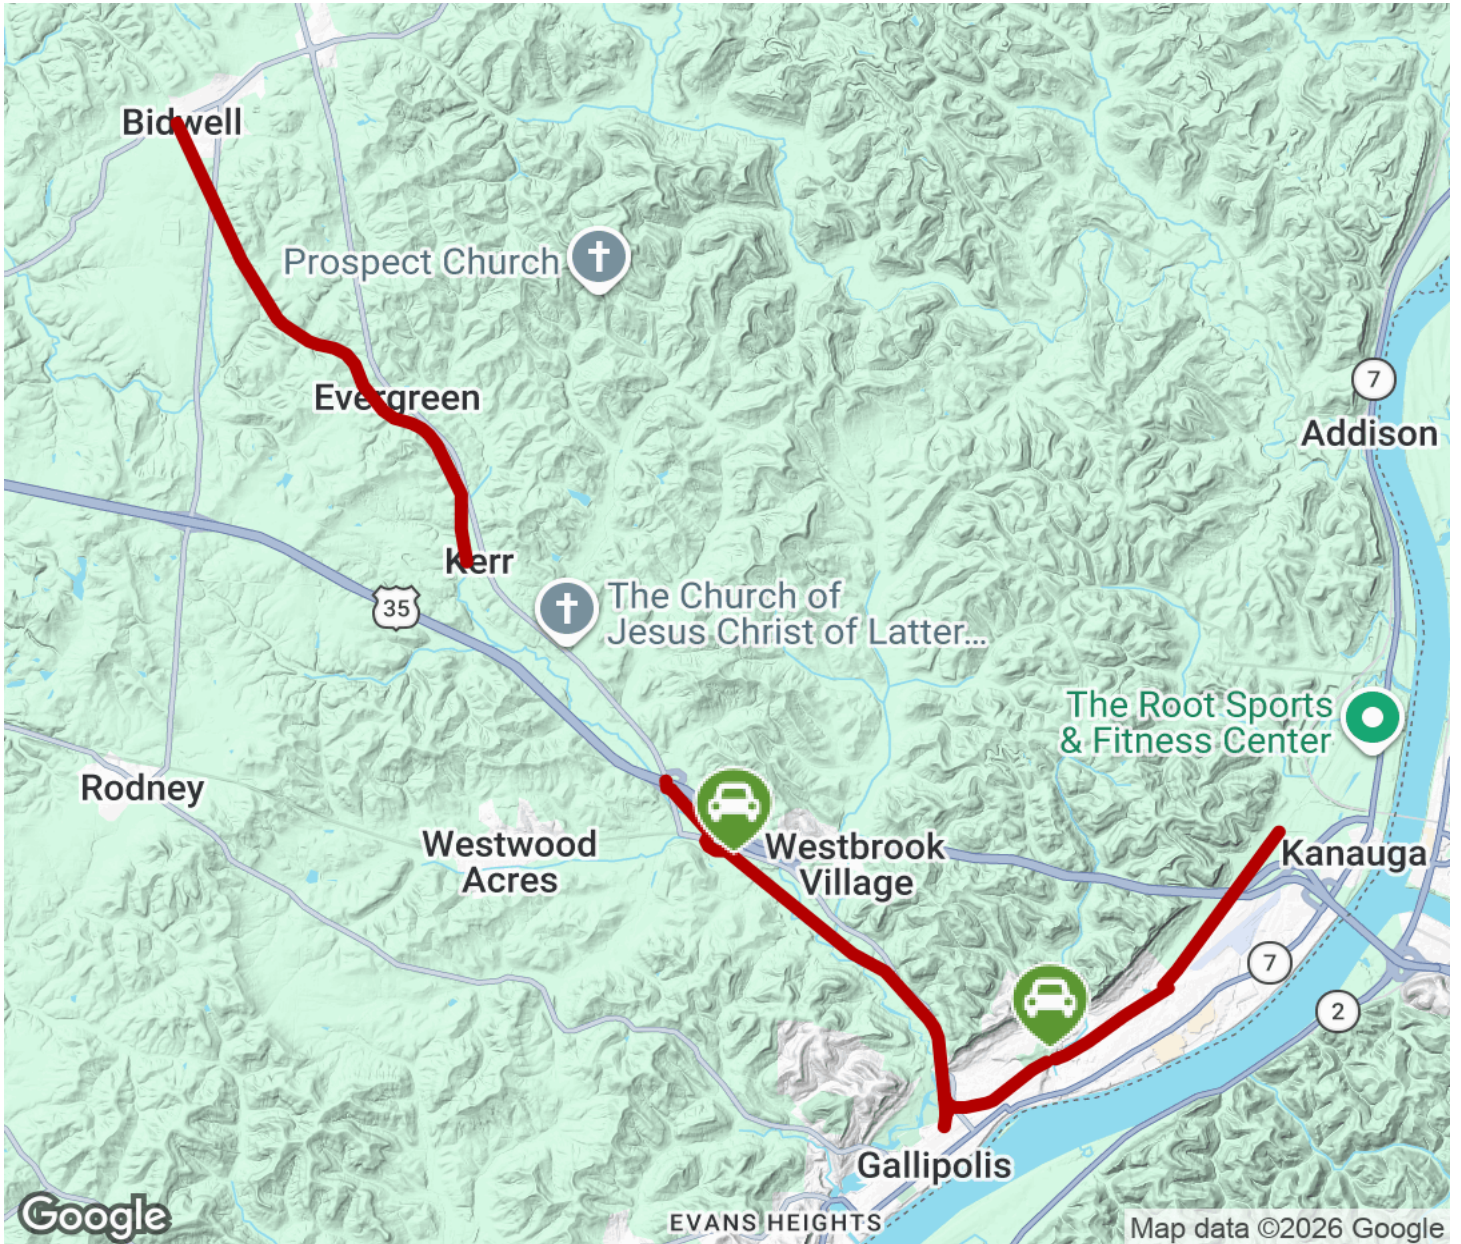 Bidwell
Prospect Church
Evergreen
7
Addison
Kerr
35
The Church of
Jesus Christ of Latter...
The Root Sports
& Fitness Center
Rodney
Westwood
Acres
Westbrook
Village
Kanauga
7
2
Gallipolis
EVANS HEIGHTS
Google
Map data ©2026 Google